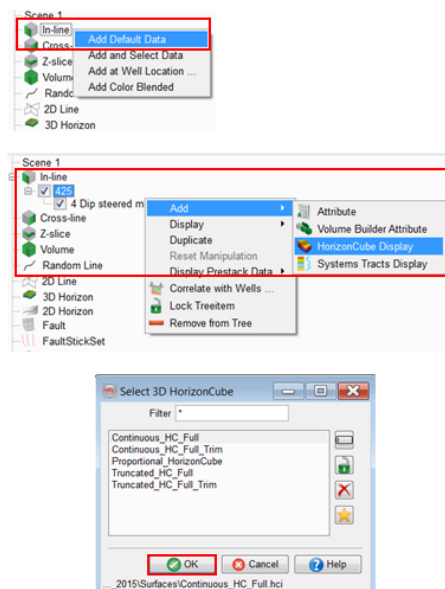 Scene 1
In-line
Add Default Data
Cross-
Add and Select Data
Z-slice
Add at Well Location ...
Volum
Add Color Blended
Rando
2D Line
3D Horizon
Scene 1
In-line
425
4 Dip steered m
Add
Attribute
Display
Volume Builder Attribute
Cross-line
Duplicate
HorizonCube Display
Z-slice
Reset Manipulation
Systems Tracts Display
Volume
Display Prestack Data
Random Line
Correlate with Wells ...
2D Line
Lock Treeitem
3D Horizon
Remove from Tree
2D Horizon
Fault
FaultStickSet
Select 3D HorizonCube
Filter *
Continuous_HC_Full
Continuous_HC_Full_Trim
Proportional_HorizonCube
Truncated_HC_Full
Truncated_HC_Full_Trim
OK Cancel Help
..._2015\Surfaces\Continuous_HC_Full.hci